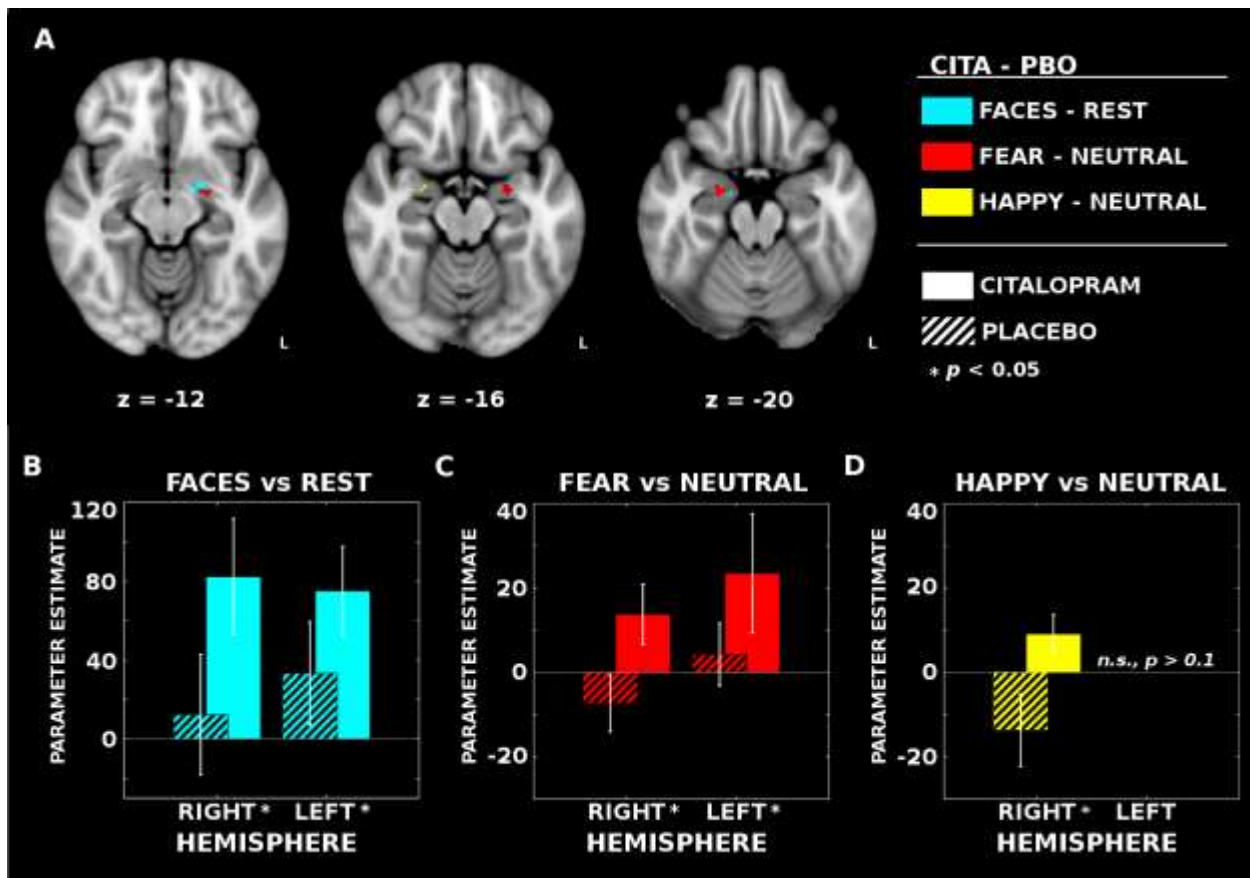 A
CITA - PBO
FACES - REST
FEAR - NEUTRAL
HAPPY - NEUTRAL
CITALOPRAM
PLACEBO
* p < 0.05
L
L
L
z = -12
z = -16
z = -20
B
FACES vs REST
PARAMETER ESTIMATE
120
80
40
0
RIGHT * LEFT *
HEMISPHERE
C
FEAR vs NEUTRAL
PARAMETER ESTIMATE
40
20
0
-20
RIGHT * LEFT *
HEMISPHERE
D
HAPPY vs NEUTRAL
PARAMETER ESTIMATE
40
20
0
-20
n.s., p > 0.1
RIGHT * LEFT
HEMISPHERE